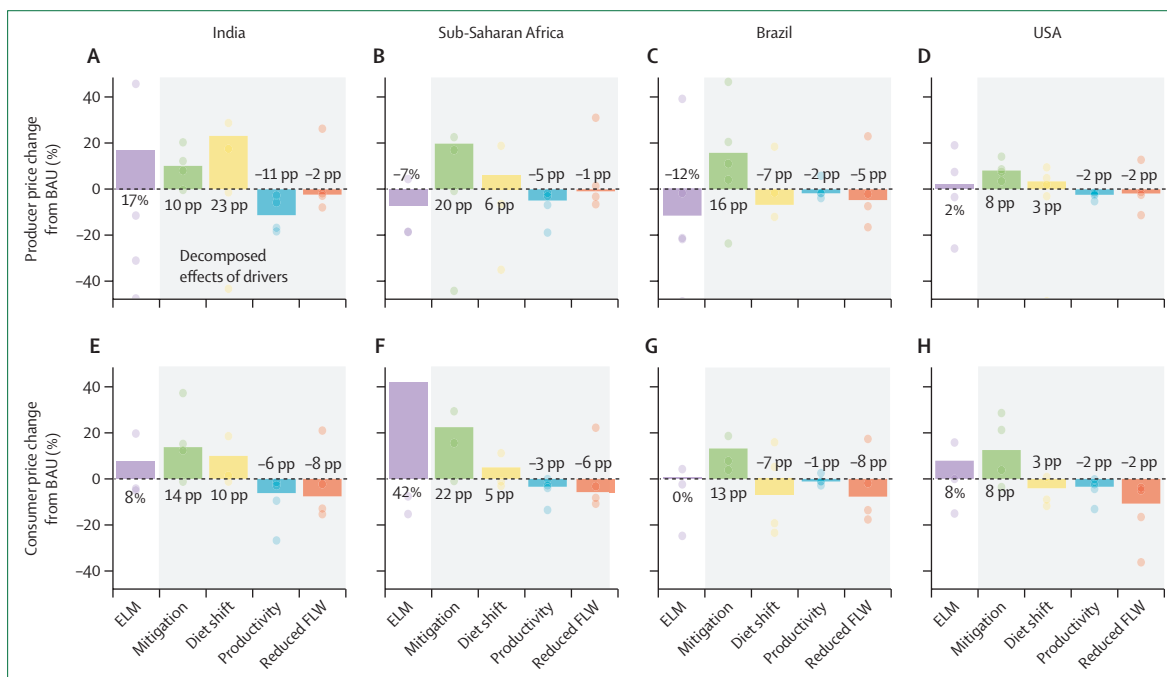 India
Sub-Saharan Africa
Brazil
USA
A
B
C
D
Producer price change
from BAU (%)
40
20
0
−20
−40
17%
10 pp
23 pp
−11 pp
−2 pp
Decomposed
effects of drivers
−7%
20 pp
6 pp
−5 pp
−1 pp
−12%
16 pp
−7 pp
−2 pp
−5 pp
2%
8 pp
3 pp
−2 pp
−2 pp
E
F
G
H
Consumer price change
from BAU (%)
40
20
0
−20
−40
8%
14 pp
10 pp
−6 pp
−8 pp
42%
22 pp
5 pp
−3 pp
−6 pp
0%
13 pp
−7 pp
−1 pp
−8 pp
8%
8 pp
3 pp
−2 pp
−2 pp
ELM
Mitigation
Diet shift
Productivity
Reduced FLW
ELM
Mitigation
Diet shift
Productivity
Reduced FLW
ELM
Mitigation
Diet shift
Productivity
Reduced FLW
ELM
Mitigation
Diet shift
Productivity
Reduced FLW